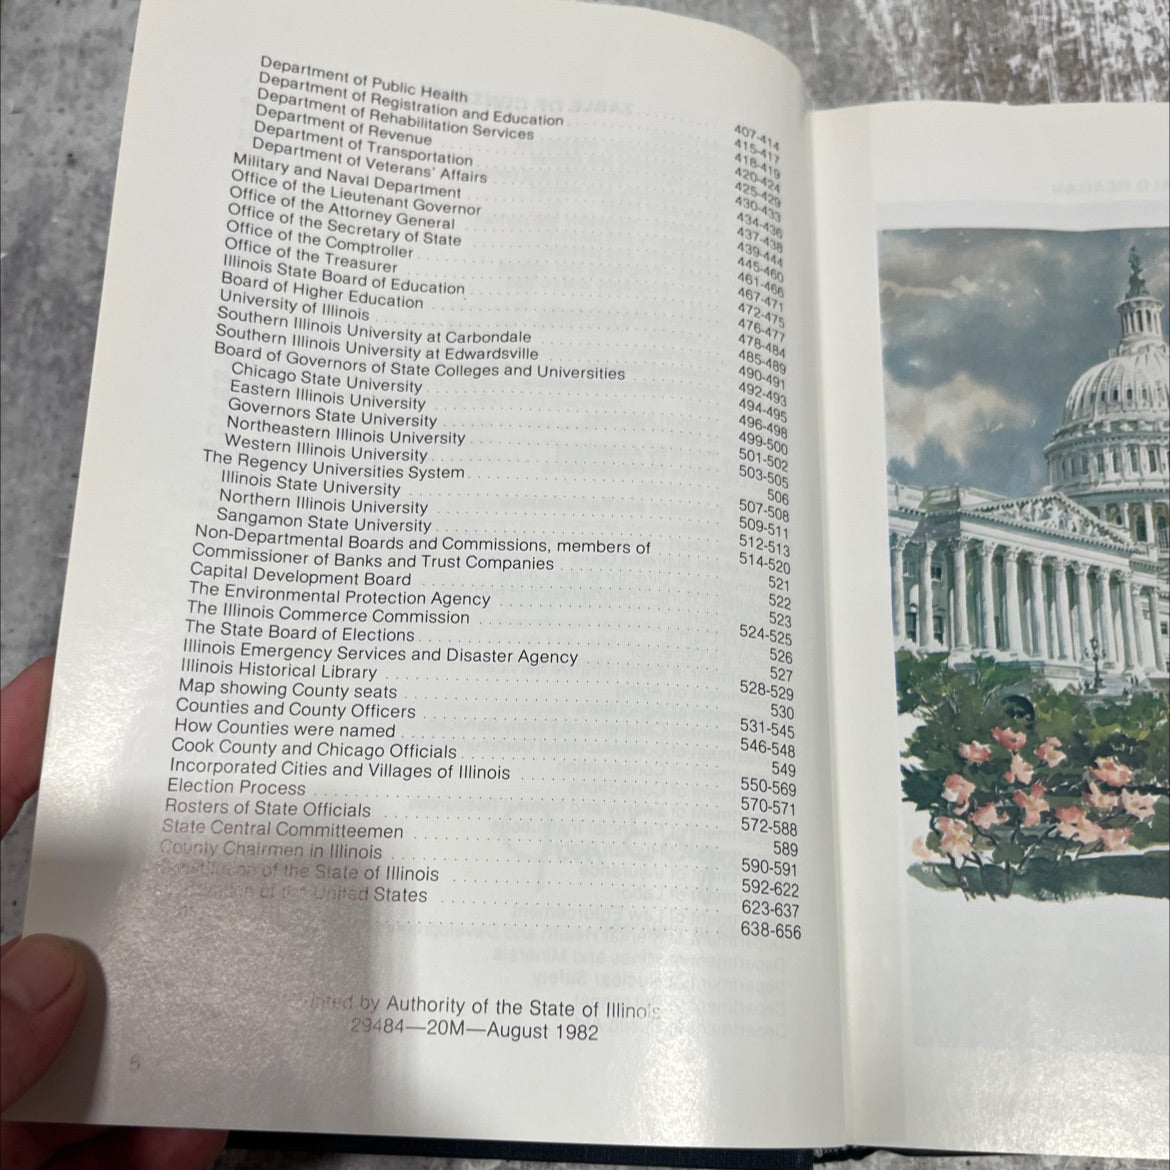 Department of Public Health 407-414
Department of Registration and Education 415-417
Department of Rehabilitation Services 418-419
Department of Revenue 420-424
Department of Transportation 425-429
Department of Veterans' Affairs 430-433
Military and Naval Department 434-436
Office of the Lieutenant Governor 437-438
Office of the Attorney General 439-444
Office of the Secretary of State 445-460
Office of the Comptroller 461-466
Office of the Treasurer 467-471
Illinois State Board of Education 472-475
Board of Higher Education 476-477
University of Illinois 478-484
Southern Illinois University at Carbondale 485-489
Southern Illinois University at Edwardsville 490-491
Board of Governors of State Colleges and Universities 492-493
Chicago State University 494-495
Eastern Illinois University 496-498
Governors State University 499-500
Northeastern Illinois University 501-502
Western Illinois University 503-505
The Regency Universities System 506
Illinois State University 507-508
Northern Illinois University 509-511
Sangamon State University 512-513
Non-Departmental Boards and Commissions, members of 514-520
Commissioner of Banks and Trust Companies 521
Capital Development Board 522
The Environmental Protection Agency 523
The Illinois Commerce Commission 524-525
The State Board of Elections 526
Illinois Emergency Services and Disaster Agency 527
Illinois Historical Library 528-529
Map showing County seats 530
Counties and County Officers 531-545
How Counties were named 546-548
Cook County and Chicago Officials 549
Incorporated Cities and Villages of Illinois 550-569
Election Process 570-571
Rosters of State Officials 572-588
State Central Committeemen 589
County Chairmen in Illinois 590-591
Constitution of the State of Illinois 592-622
of the United States 623-637
638-656
Printed by Authority of the State of Illinois
29484—20M—August 1982